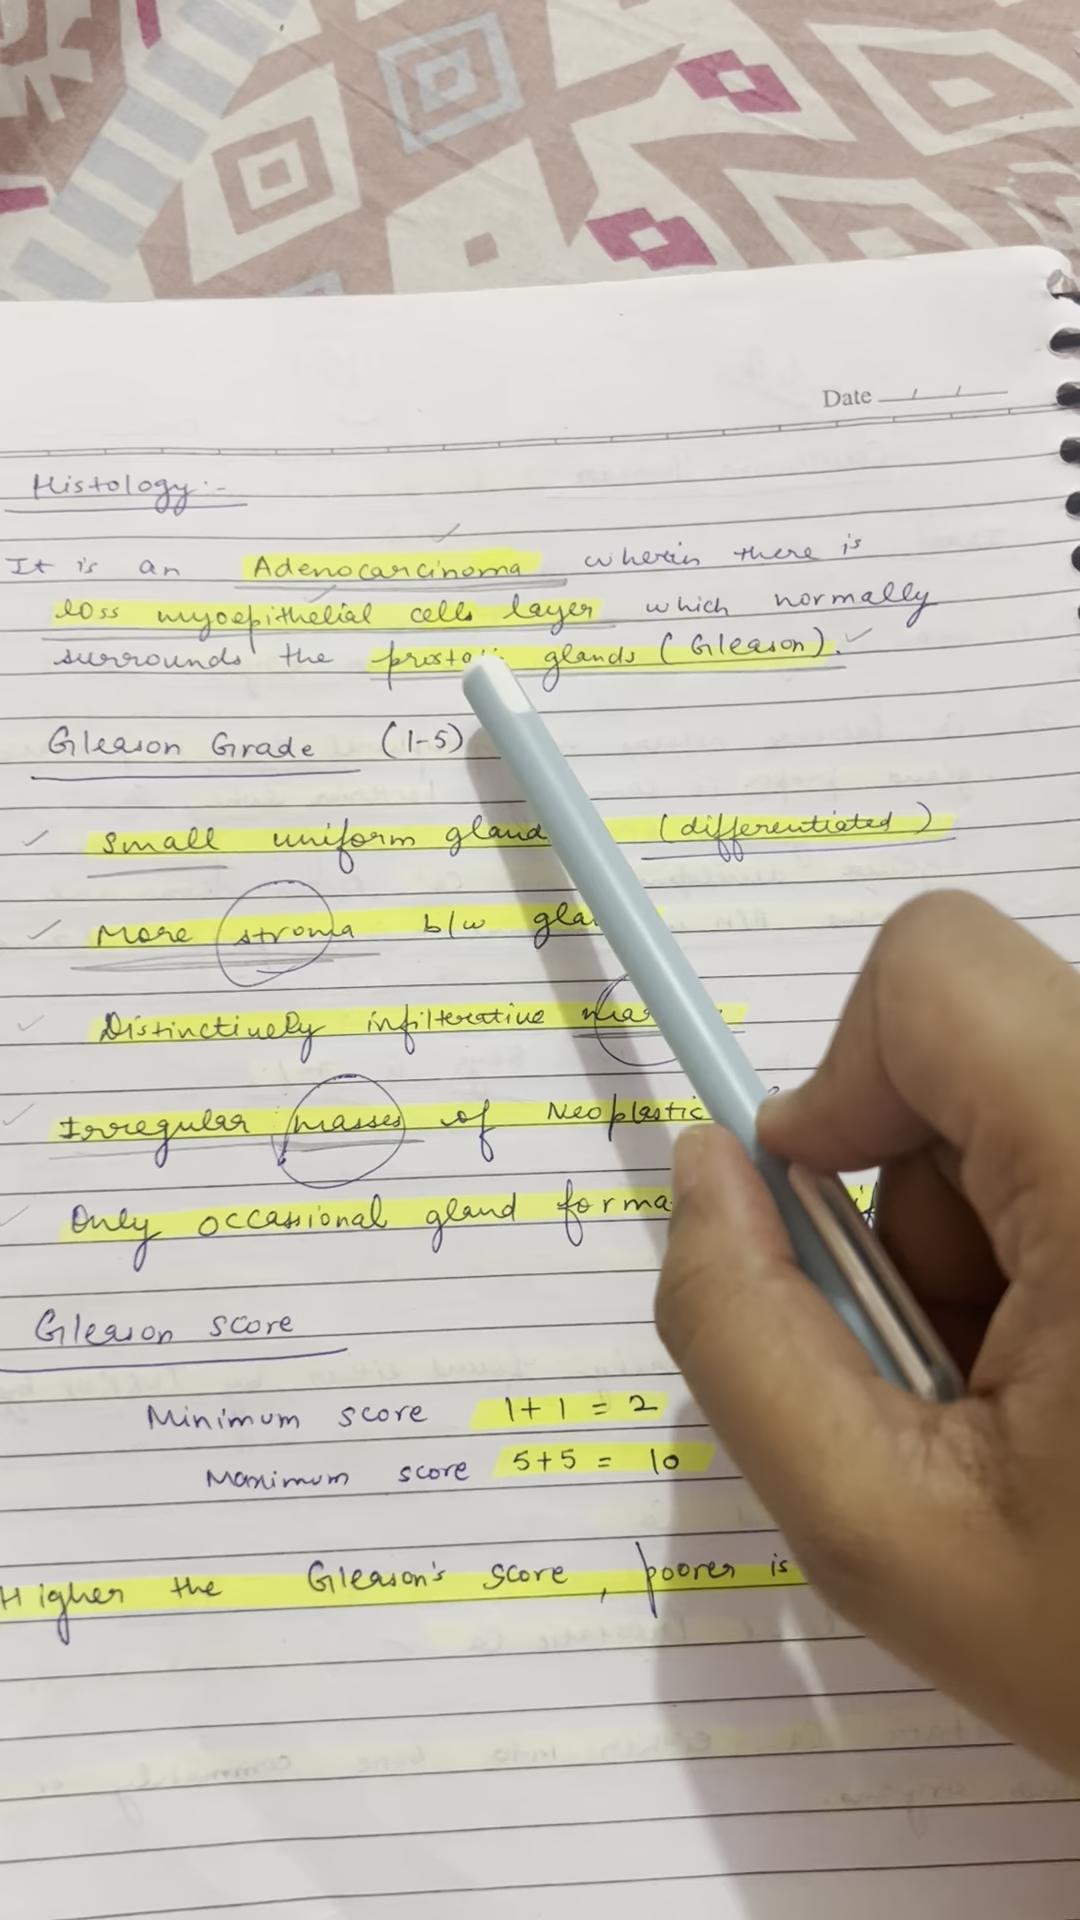 Date
Histology:-
It is an Adenocarcinoma wherein there is
loss myoepithelial cells layer which normally
surrounds the glands (Gleason).
Gleason Grade (1-5)
small uniform gland (differentiated)
More stroma b/w
Distinctively infilterative
Irregular masses of Neoplastic
Only occassional gland
Gleason score
Minimum score 1+1 = 2
Maximum score 5+5 = 10
Higher the Gleason's score, poorer is